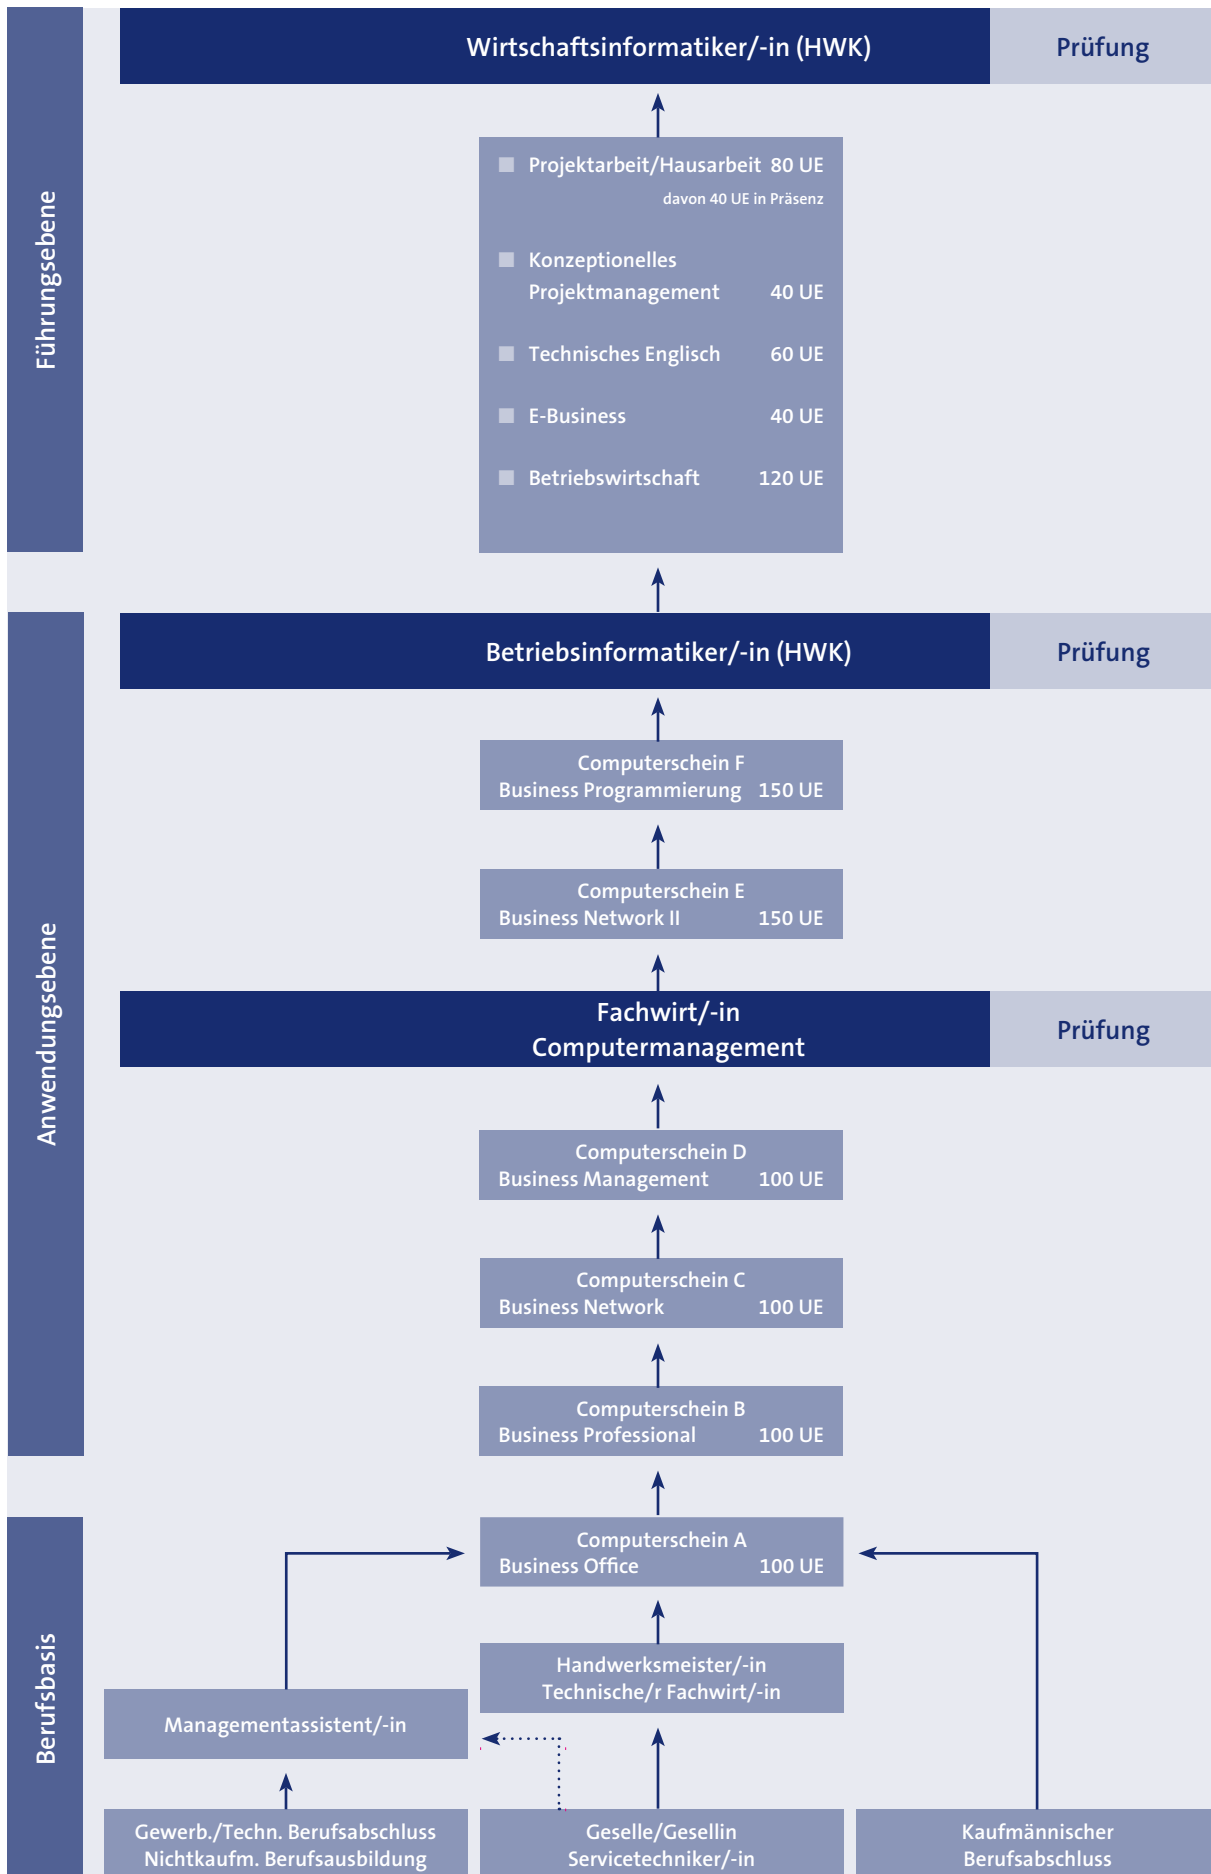 Wirtschaftsinformatiker/-in (HWK) Prüfung
Führungsebene
Projektarbeit/Hausarbeit 80 UE
davon 40 UE in Präsenz
Konzeptionelles
Projektmanagement 40 UE
Technisches Englisch 60 UE
E-Business 40 UE
Betriebswirtschaft 120 UE
Betriebsinformatiker/-in (HWK) Prüfung
Anwendungsebene
Computerschein F
Business Programmierung 150 UE
Computerschein E
Business Network II 150 UE
Fachwirt/-in
Computermanagement
Prüfung
Computerschein D
Business Management 100 UE
Computerschein C
Business Network 100 UE
Computerschein B
Business Professional 100 UE
Berufsbasis
Computerschein A
Business Office 100 UE
Handwerksmeister/-in
Technische/r Fachwirt/-in
Managementassistent/-in
Gewerb./Techn. Berufsabschluss
Nichtkaufm. Berufsausbildung
Geselle/Gesellin
Servicetechniker/-in
Kaufmännischer
Berufsabschluss